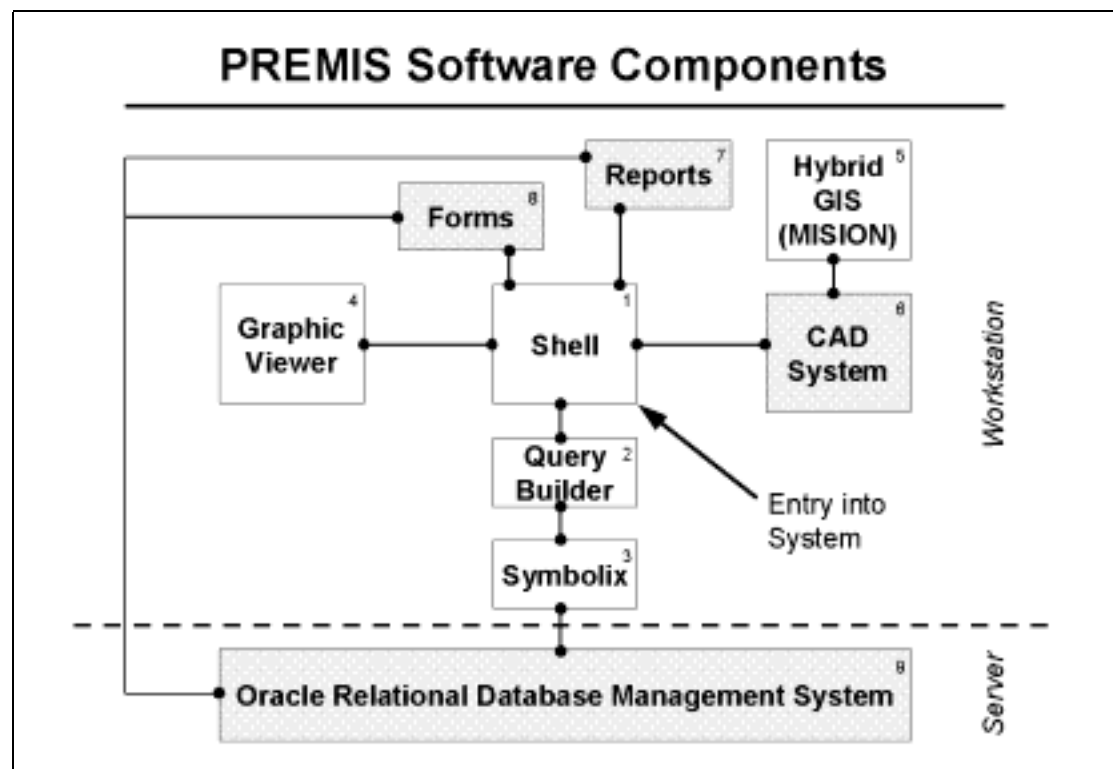 PREMIS Software Components
Reports
7
Hybrid
GIS
(MISION)
5
Forms
8
Graphic
Viewer
4
Shell
1
CAD
System
6
Workstation
Query
Builder
2
Entry into
System
Symbolix
3
Oracle Relational Database Management System
9
Server